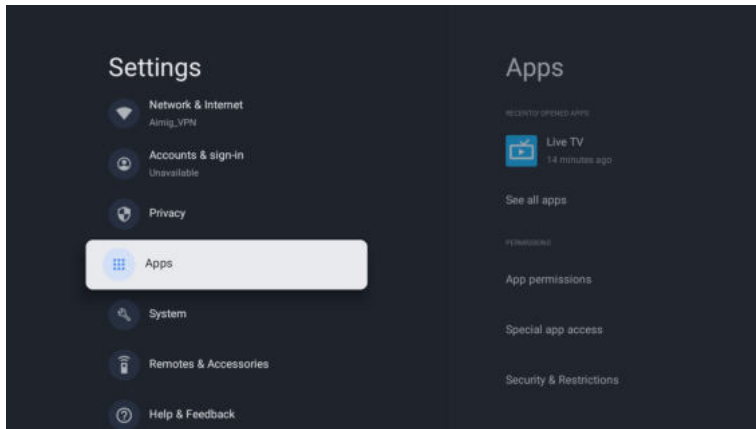 Settings
Network & Internet
Aimig_VPN
Accounts & sign-in
Unavailable
Privacy
Apps
System
Remotes & Accessories
Help & Feedback
Apps
RECENTLY OPENED APPS
Live TV
14 minutes ago
See all apps
PERMISSIONS
App permissions
Special app access
Security & Restrictions